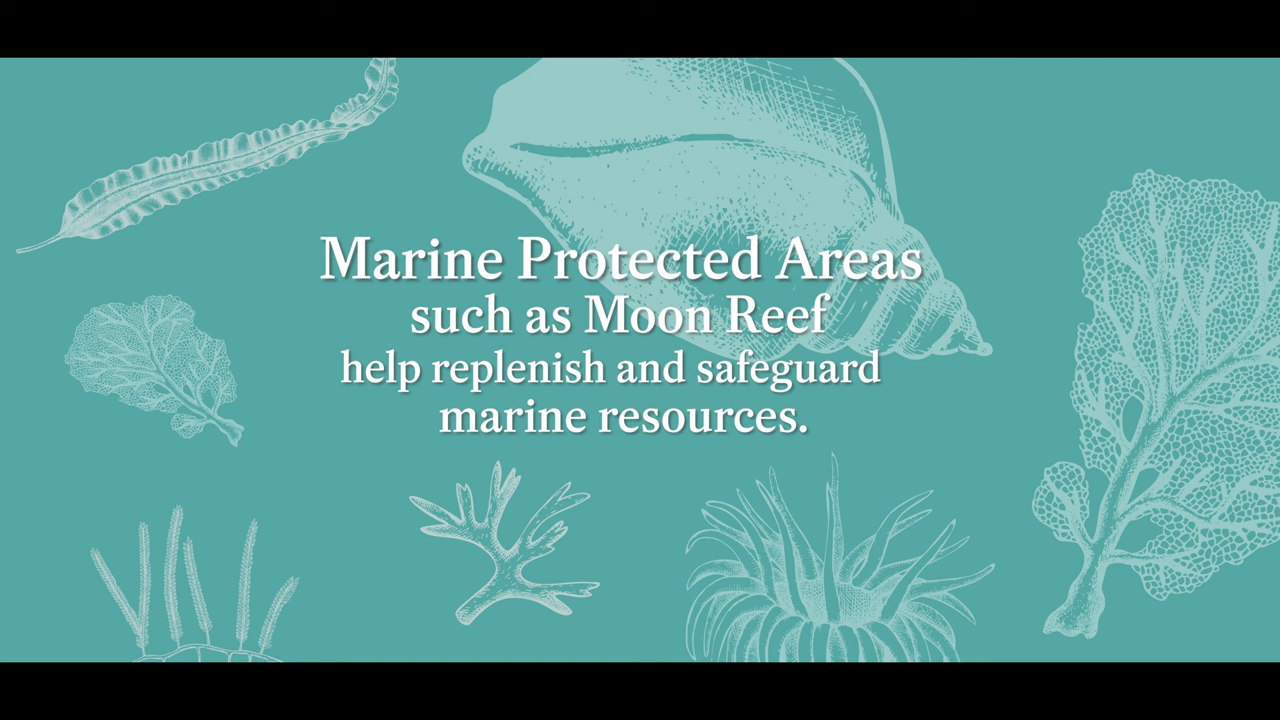 Marine Protected Areas
such as Moon Reef
help replenish and safeguard
marine resources.